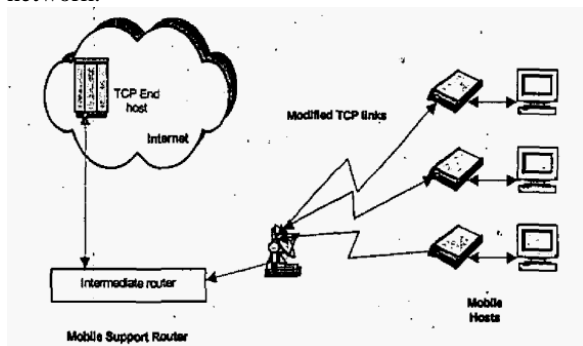 network.
TCP End
host
Internet
Modified TCP links
Intermediate router
Mobile Support Router
Mobile
Hosts